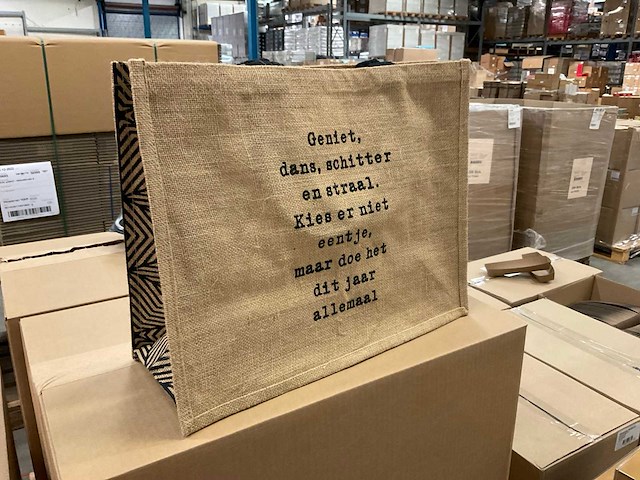 Geniet,
dans, schitter
en straal.
Kies er niet
eentje,
maar doe het
dit jaar
allemaal